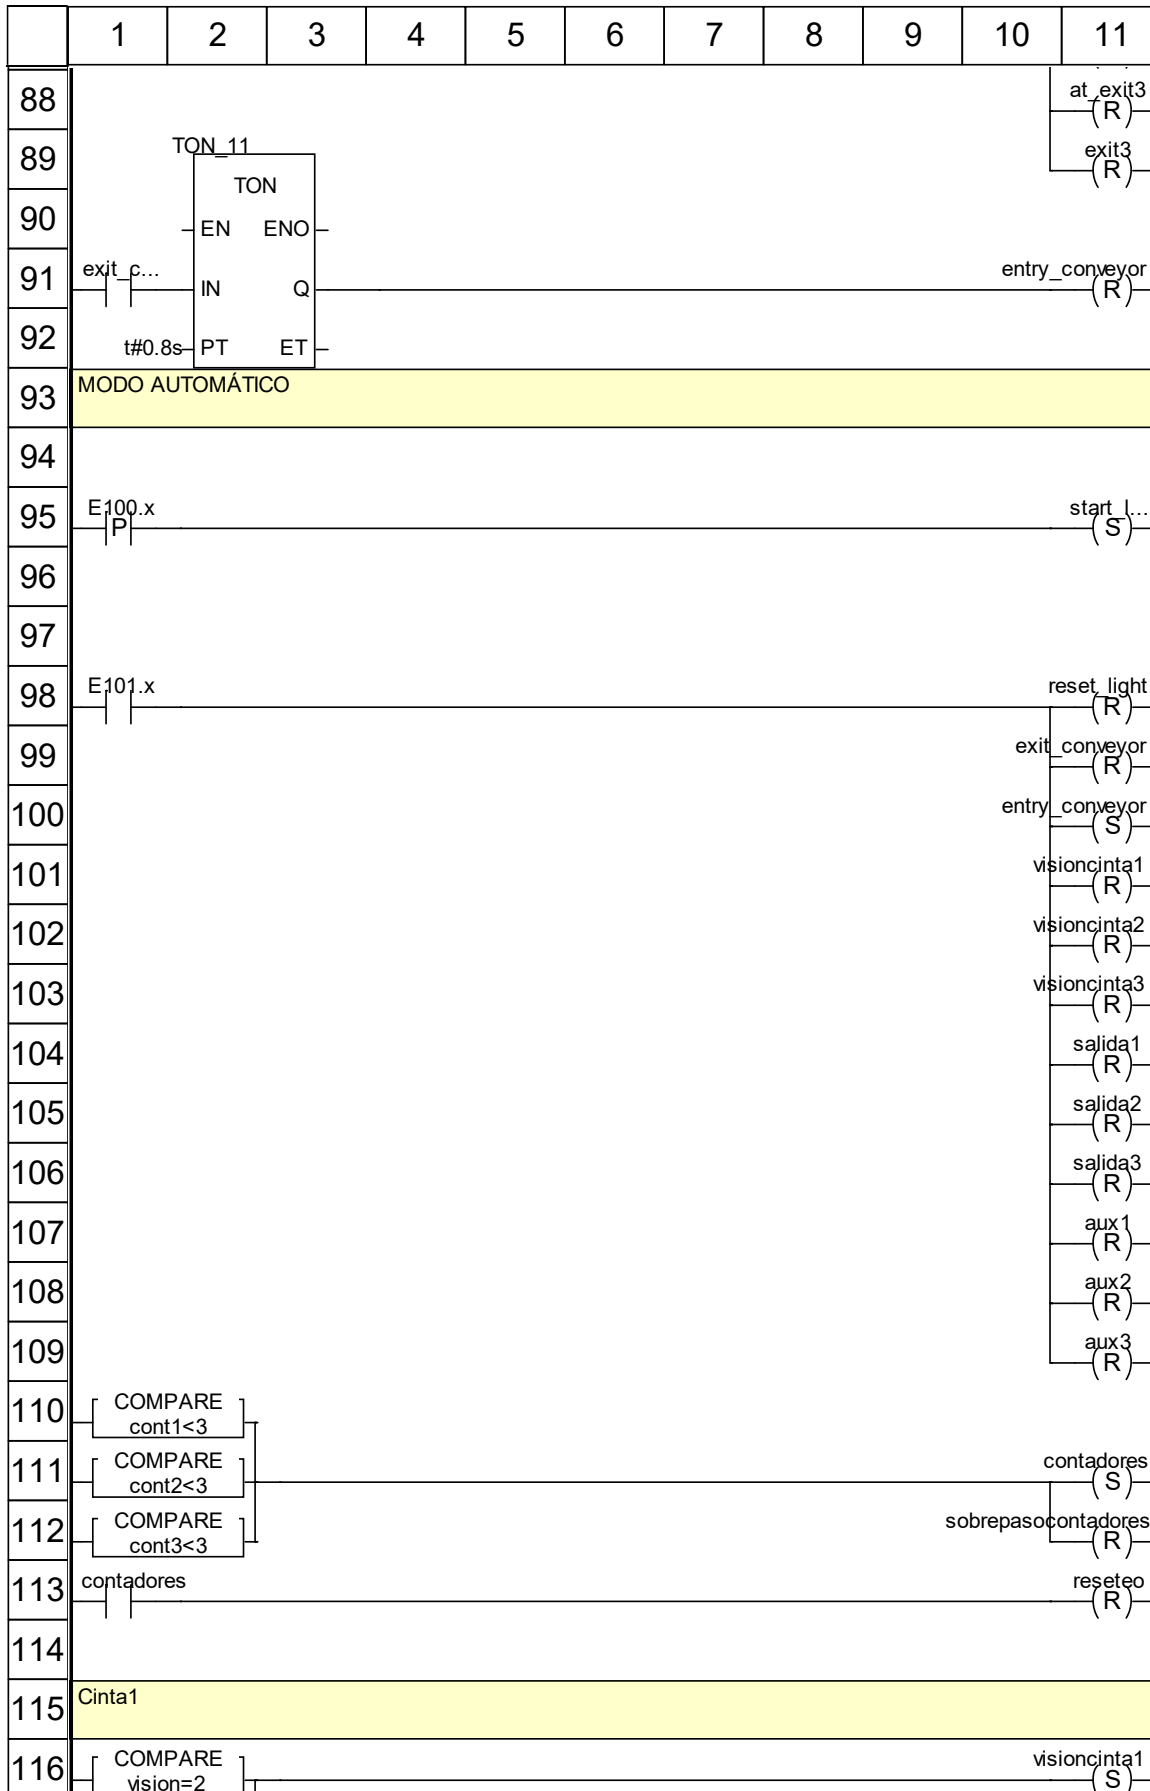 1 2 3 4 5 6 7 8 9 10 11
88 at_exit3
(R)
89 TON_11 exit3
TON (R)
90 EN ENO
91 exit_c... IN Q entry_conveyor
(R)
92 t#0.8s PT ET
93 MODO AUTOMÁTICO
94
95 E100.x start_l...
P (S)
96
97
98 E101.x reset_light
(R)
99 exit_conveyor
(R)
100 entry_conveyor
(S)
101 visioncinta1
(R)
102 visioncinta2
(R)
103 visioncinta3
(R)
104 salida1
(R)
105 salida2
(R)
106 salida3
(R)
107 aux1
(R)
108 aux2
(R)
109 aux3
(R)
110 COMPARE
cont1<3
111 COMPARE contadores
cont2<3 (S)
112 COMPARE sobrepasocontadores
cont3<3 (R)
113 contadores reseteo
(R)
114
115 Cinta1
116 COMPARE visioncinta1
vision=2 (S)